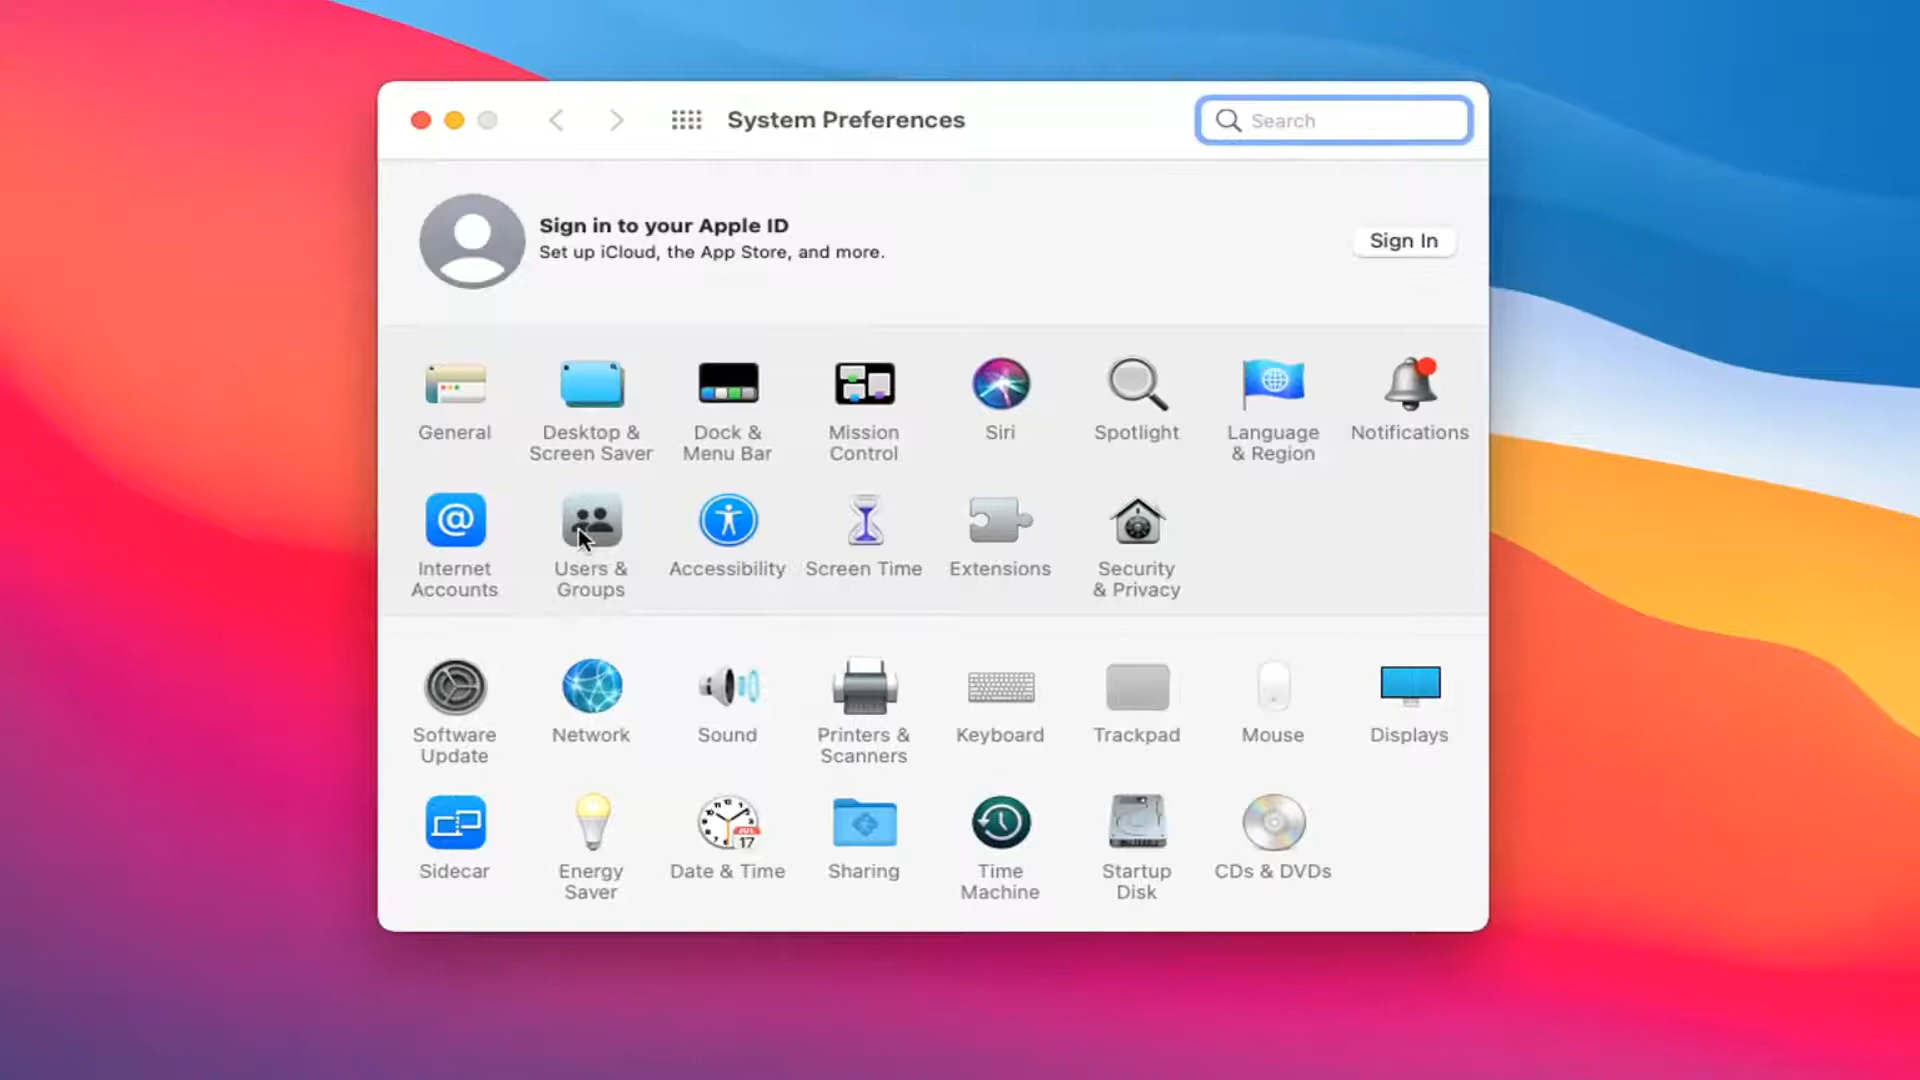 System Preferences
Search
Sign in to your Apple ID
Set up iCloud, the App Store, and more.
Sign In
General
Desktop &
Screen Saver
Dock &
Menu Bar
Mission
Control
Siri
Spotlight
Language
& Region
Notifications
@
Internet
Accounts
Users &
Groups
Accessibility
Screen Time
Extensions
Security
& Privacy
Software
Update
Network
Sound
Printers &
Scanners
Keyboard
Trackpad
Mouse
Displays
JUL
17
Sidecar
Energy
Saver
Date & Time
Sharing
Time
Machine
Startup
Disk
CDs & DVDs